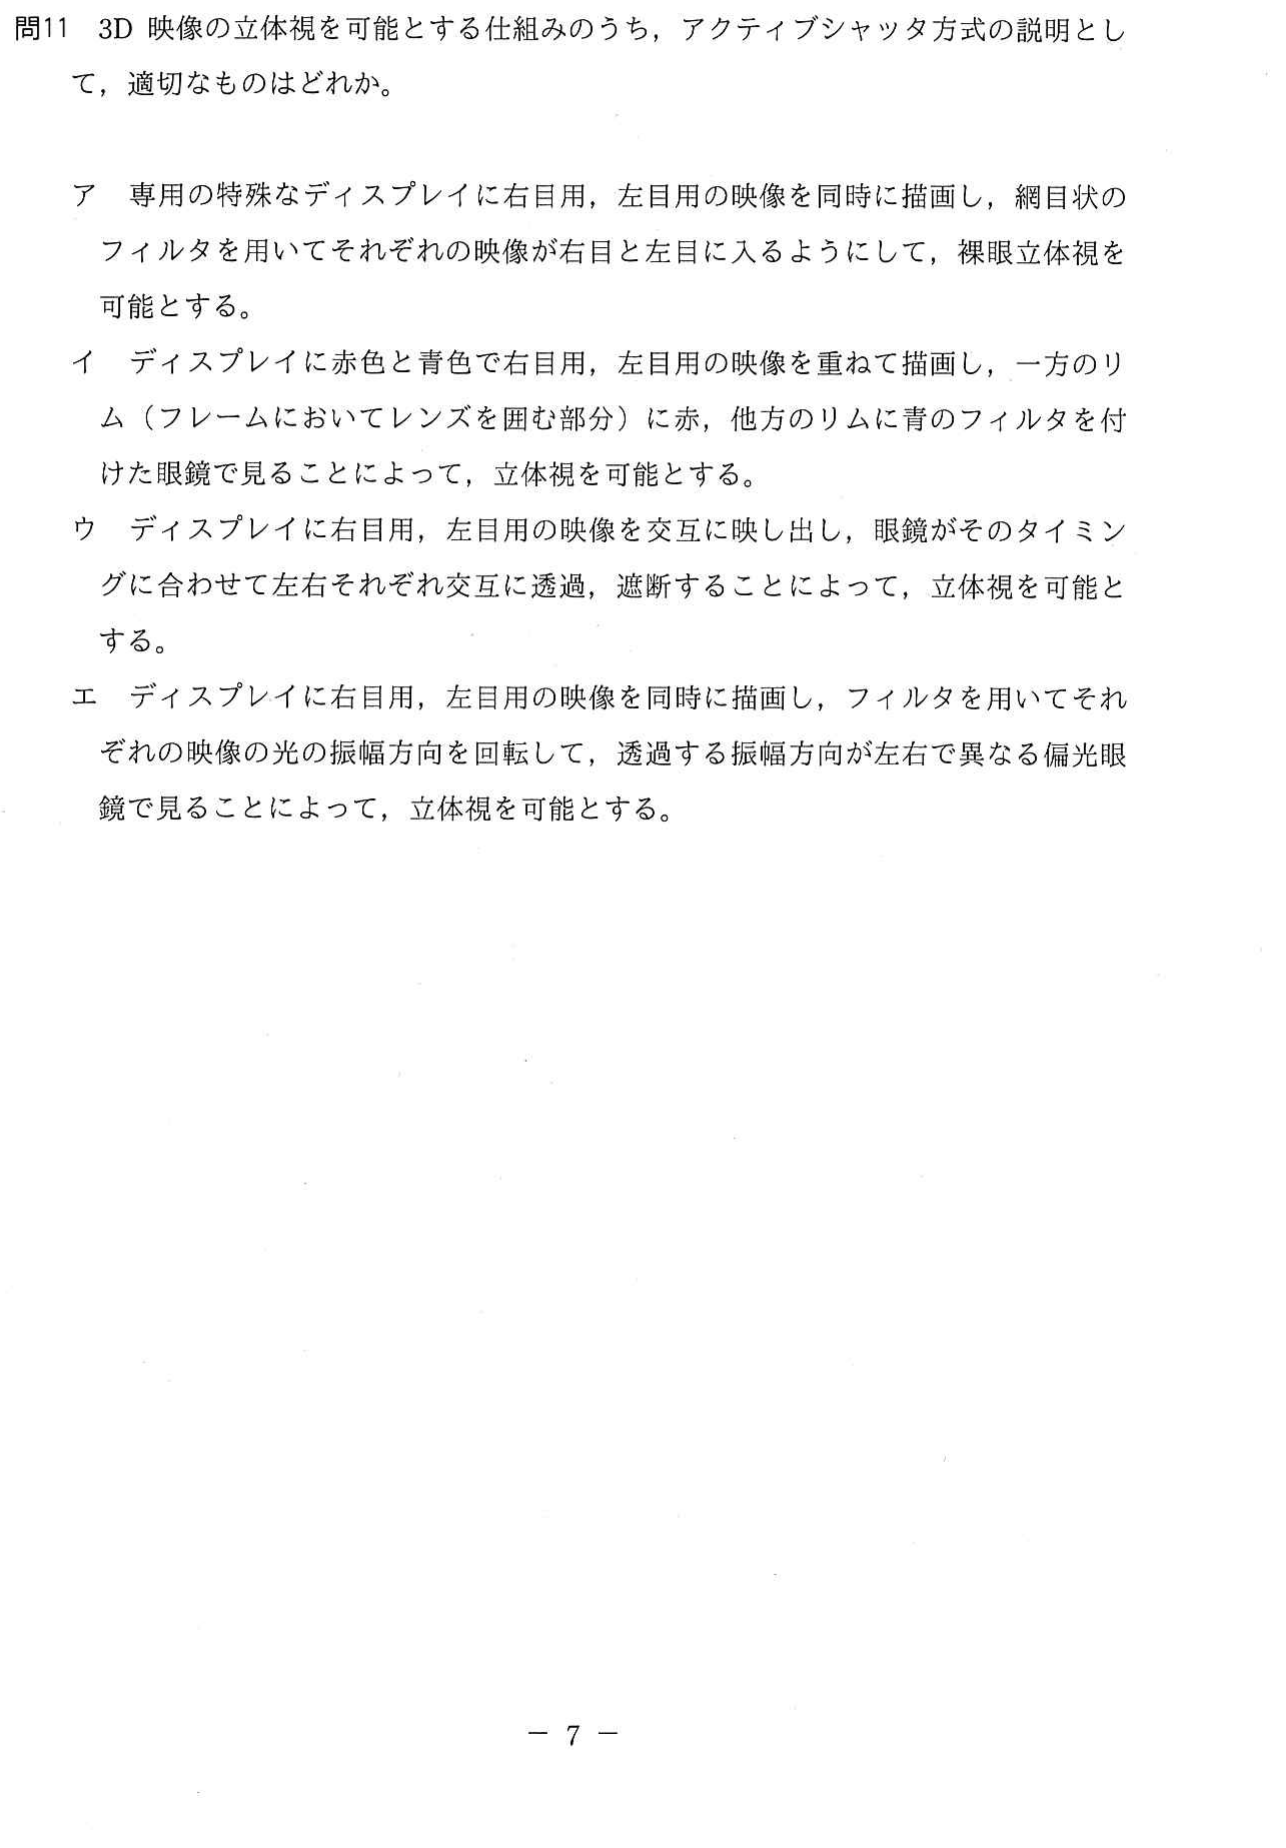 問11 3D 映像の立体視を可能とする仕組みのうち，アクティブシャッタ方式の説明とし
て，適切なものはどれか。
ア 専用の特殊なディスプレイに右目用，左目用の映像を同時に描画し，網目状の
フィルタを用いてそれぞれの映像が右目と左目に入るようにして，裸眼立体視を
可能とする。
イ ディスプレイに赤色と青色で右目用，左目用の映像を重ねて描画し，一方のリ
ム（フレームにおいてレンズを囲む部分）に赤，他方のリムに青のフィルタを付
けた眼鏡で見ることによって，立体視を可能とする。
ウ ディスプレイに右目用，左目用の映像を交互に映し出し，眼鏡がそのタイミン
グに合わせて左右それぞれ交互に透過，遮断することによって，立体視を可能と
する。
エ ディスプレイに右目用，左目用の映像を同時に描画し，フィルタを用いてそれ
ぞれの映像の光の振幅方向を回転して，透過する振幅方向が左右で異なる偏光眼
鏡で見ることによって，立体視を可能とする。
－ 7 －